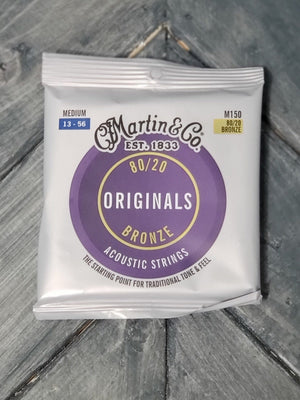 MEDIUM
13 - 56
M150
80/20
BRONZE
CF Martin & Co.
EST. 1833
80/20
ORIGINALS
BRONZE
ACOUSTIC STRINGS
THE STARTING POINT FOR TRADITIONAL TONE & FEEL